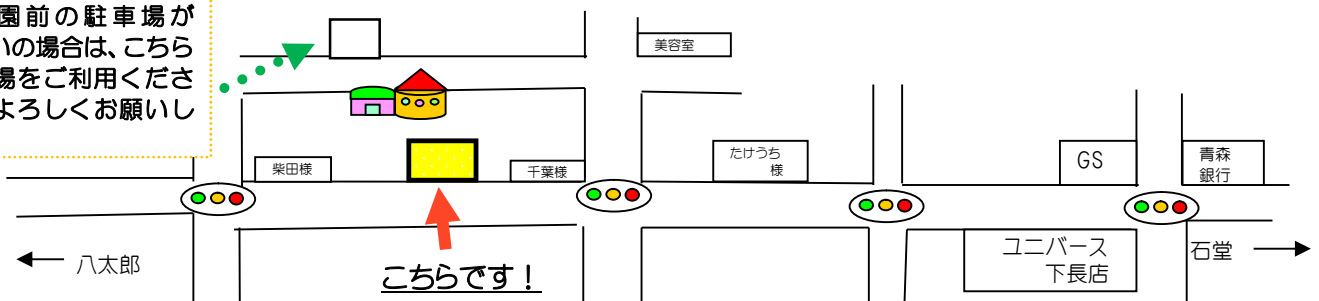 園前の駐車場が
いの場合は、こちら
場をご利用くださ
よろしくお願いし
美容室
柴田様
千葉様
たけうち
様
GS
青森
銀行
八太郎
こちらです！
ユニバース
下長店
石堂